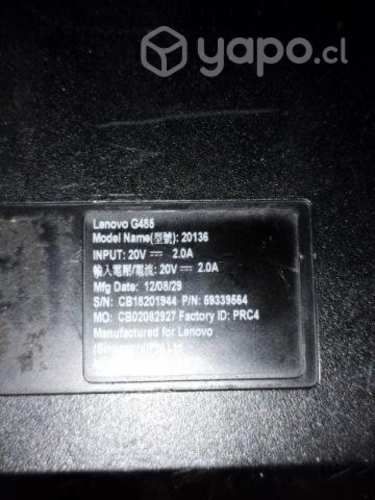 yapo.cl
Lenovo G485
Model Name(型號): 20136
INPUT: 20V ⎓ 2.0A
輸入電壓/電流: 20V ⎓ 2.0A
Mfg Date: 12/08/29
S/N: CB18201944 P/N: 59339564
MO: CB02082927 Factory ID: PRC4
Manufactured for Lenovo